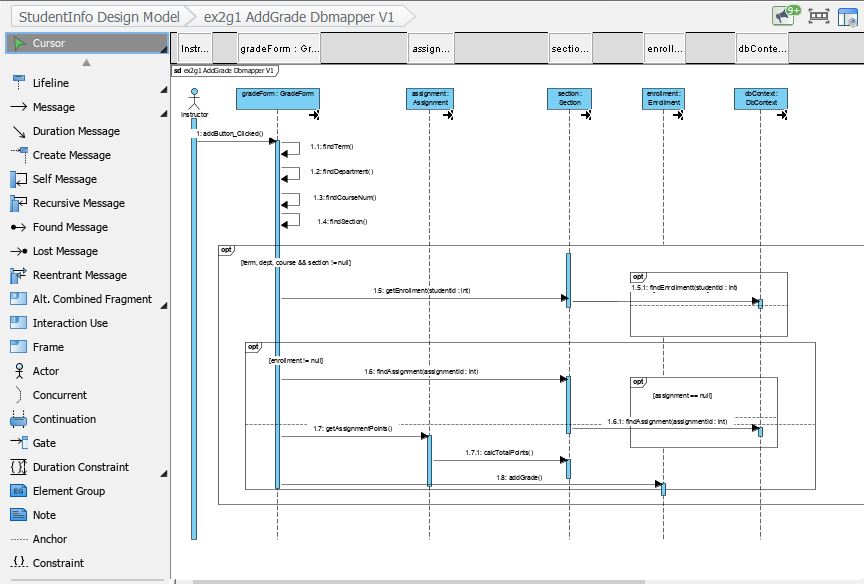 StudentInfo Design Model
ex2g1 AddGrade Dbmapper V1
9+
Cursor
Lifeline
Message
Duration Message
Create Message
Self Message
Recursive Message
Found Message
Lost Message
Reentrant Message
Alt. Combined Fragment
Interaction Use
Frame
Actor
Concurrent
Continuation
Gate
Duration Constraint
EG Element Group
Note
Anchor
{..} Constraint
Instr...
gradeForm : Gr...
assign...
sectio...
enroll...
dbConte...
sd ex2g1 AddGrade Dbmapper V1
Instructor
gradeForm : GradeForm
assignment :
Assignment
section :
Section
enrollment :
Enrollment
dbContext :
DbContext
1: addButton_Clicked()
1.1: findTerm()
1.2: findDepartment()
1.3: findCourseNum()
1.4: findSection()
opt
[term, dept, course && section != null]
1.5: getEnrollment(studentId : int)
opt
1.5.1: findEnrollment(studentId : int)
opt
[enrollment != null]
1.6: findAssignment(assignmentId : int)
opt
[assignment == null]
1.6.1: findAssignment(assignmentId : int)
1.7: getAssignmentPoints()
1.7.1: calcTotalPoints()
1.8: addGrade()